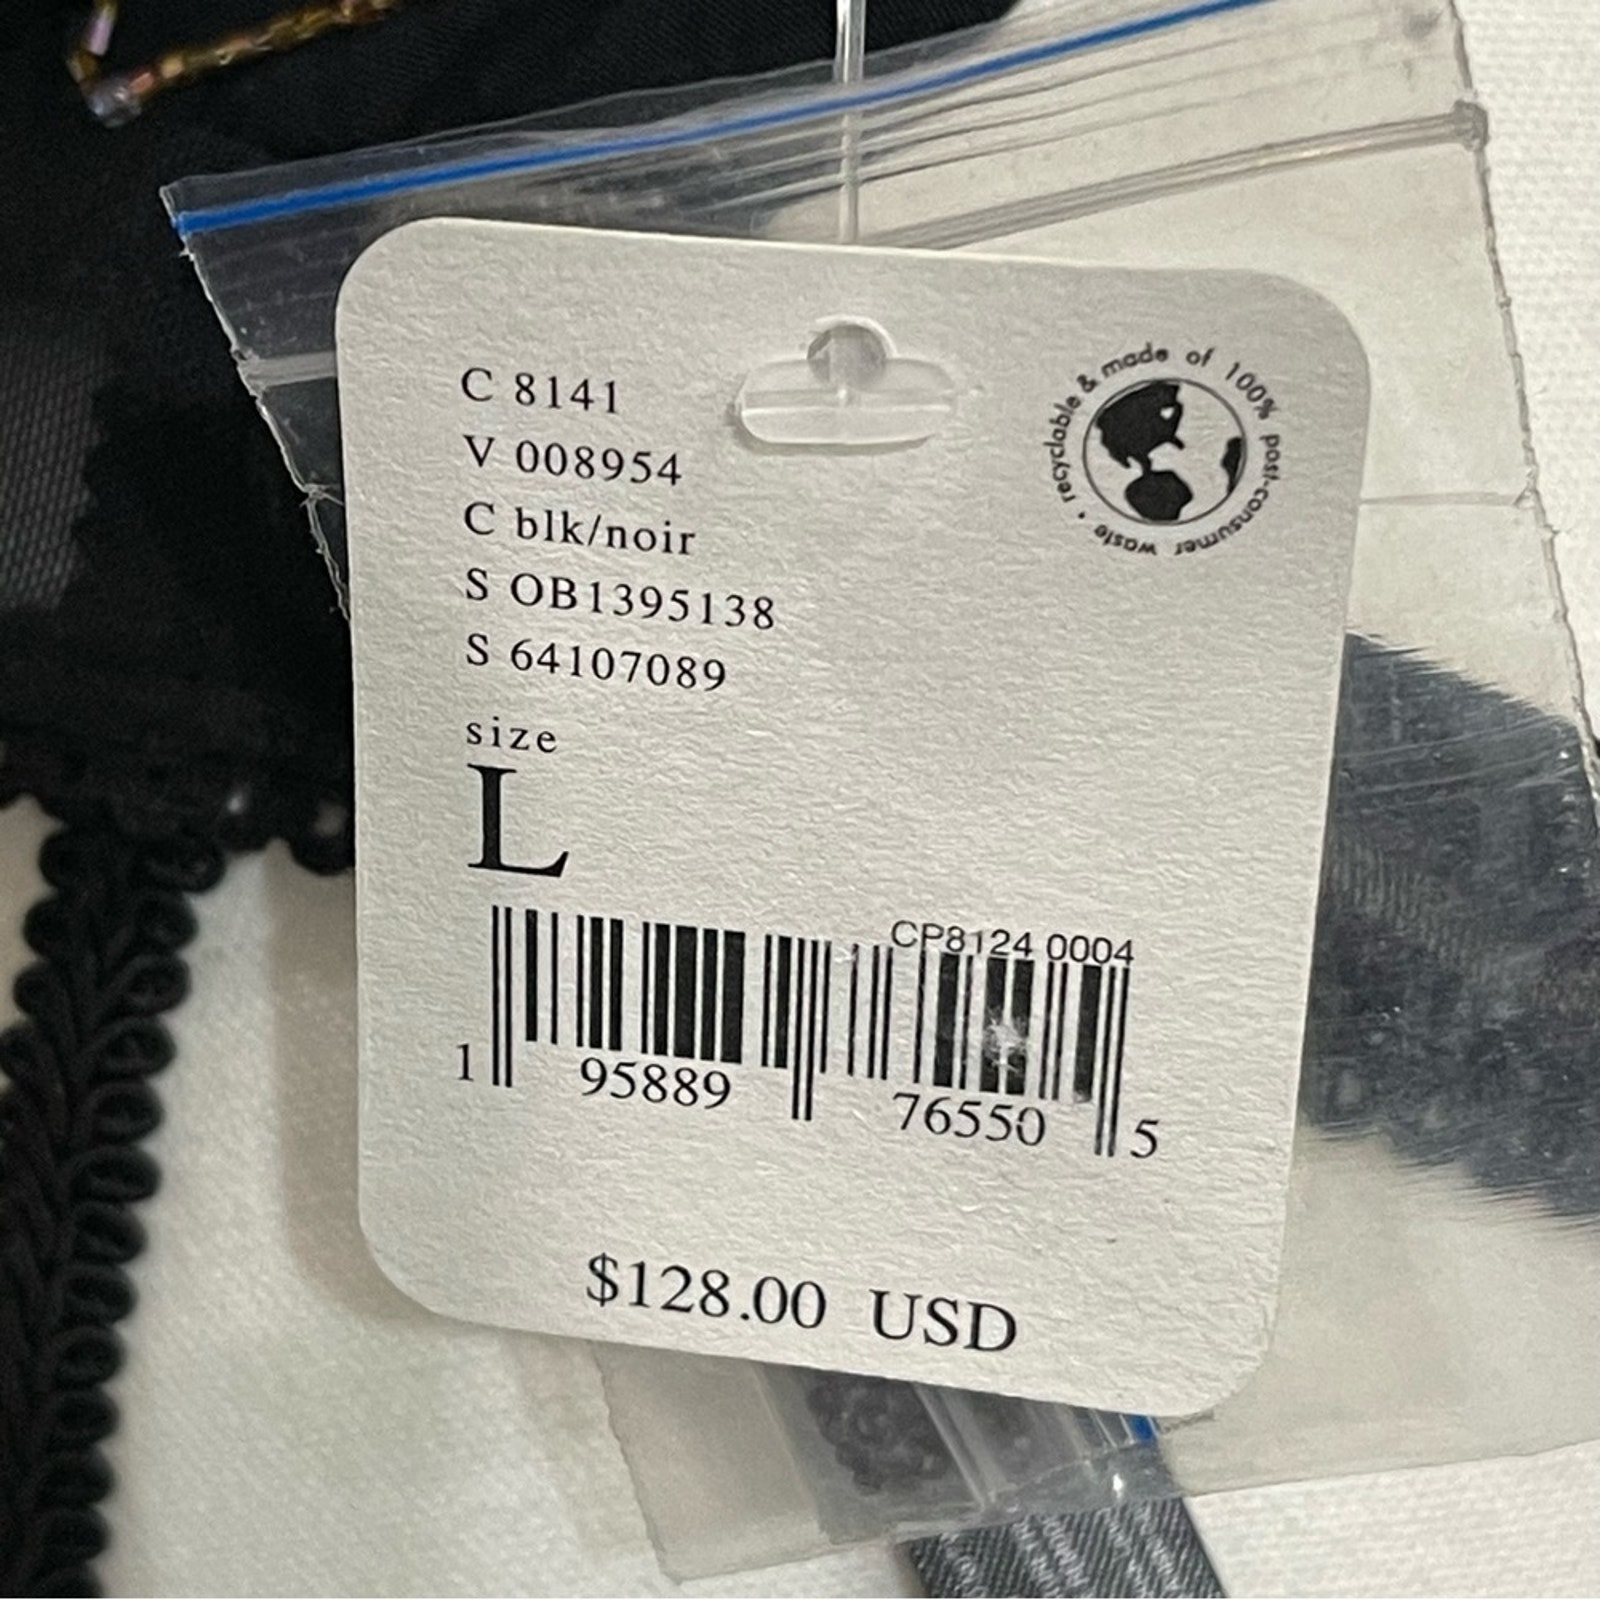 C 8141
V 008954
C blk/noir
S OB1395138
S 64107089
recyclable & made of 100% post-consumer waste •
size
L
CP8124 0004
1 95889 76550 5
$128.00 USD